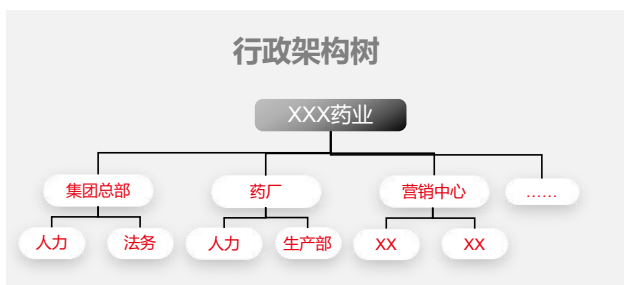 行政架构树
XXX药业
集团总部
药厂
营销中心
……
人力
法务
人力
生产部
XX
XX